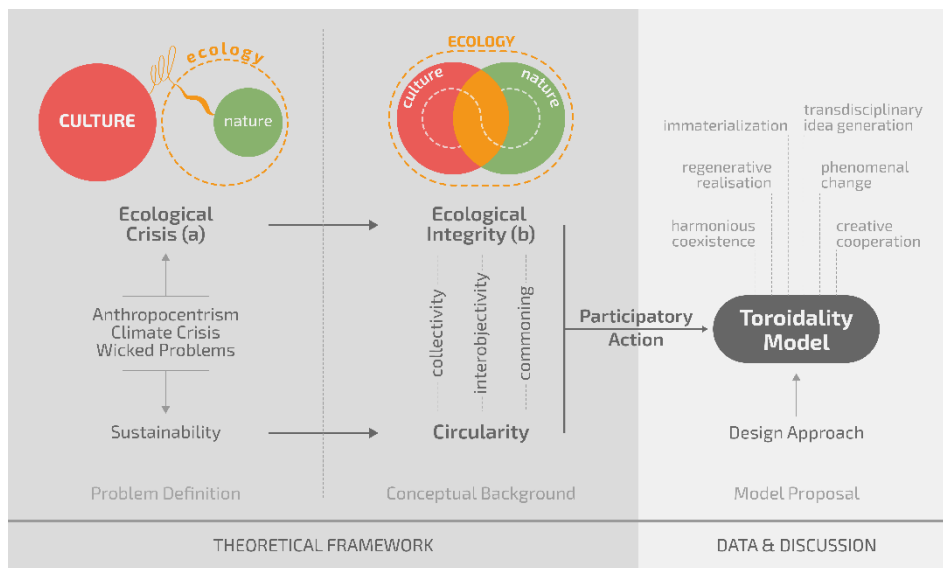 CULTURE
ecology
nature
Ecological
Crisis (a)
Anthropocentrism
Climate Crisis
Wicked Problems
Sustainability
Problem Definition
ECOLOGY
culture
nature
Ecological
Integrity (b)
collectivity
interobjectivity
commoning
Circularity
Conceptual Background
Participatory
Action
immaterialization
transdisciplinary
idea generation
regenerative
realisation
phenomenal
change
harmonious
coexistence
creative
cooperation
Toroidality
Model
Design Approach
Model Proposal
THEORETICAL FRAMEWORK
DATA & DISCUSSION